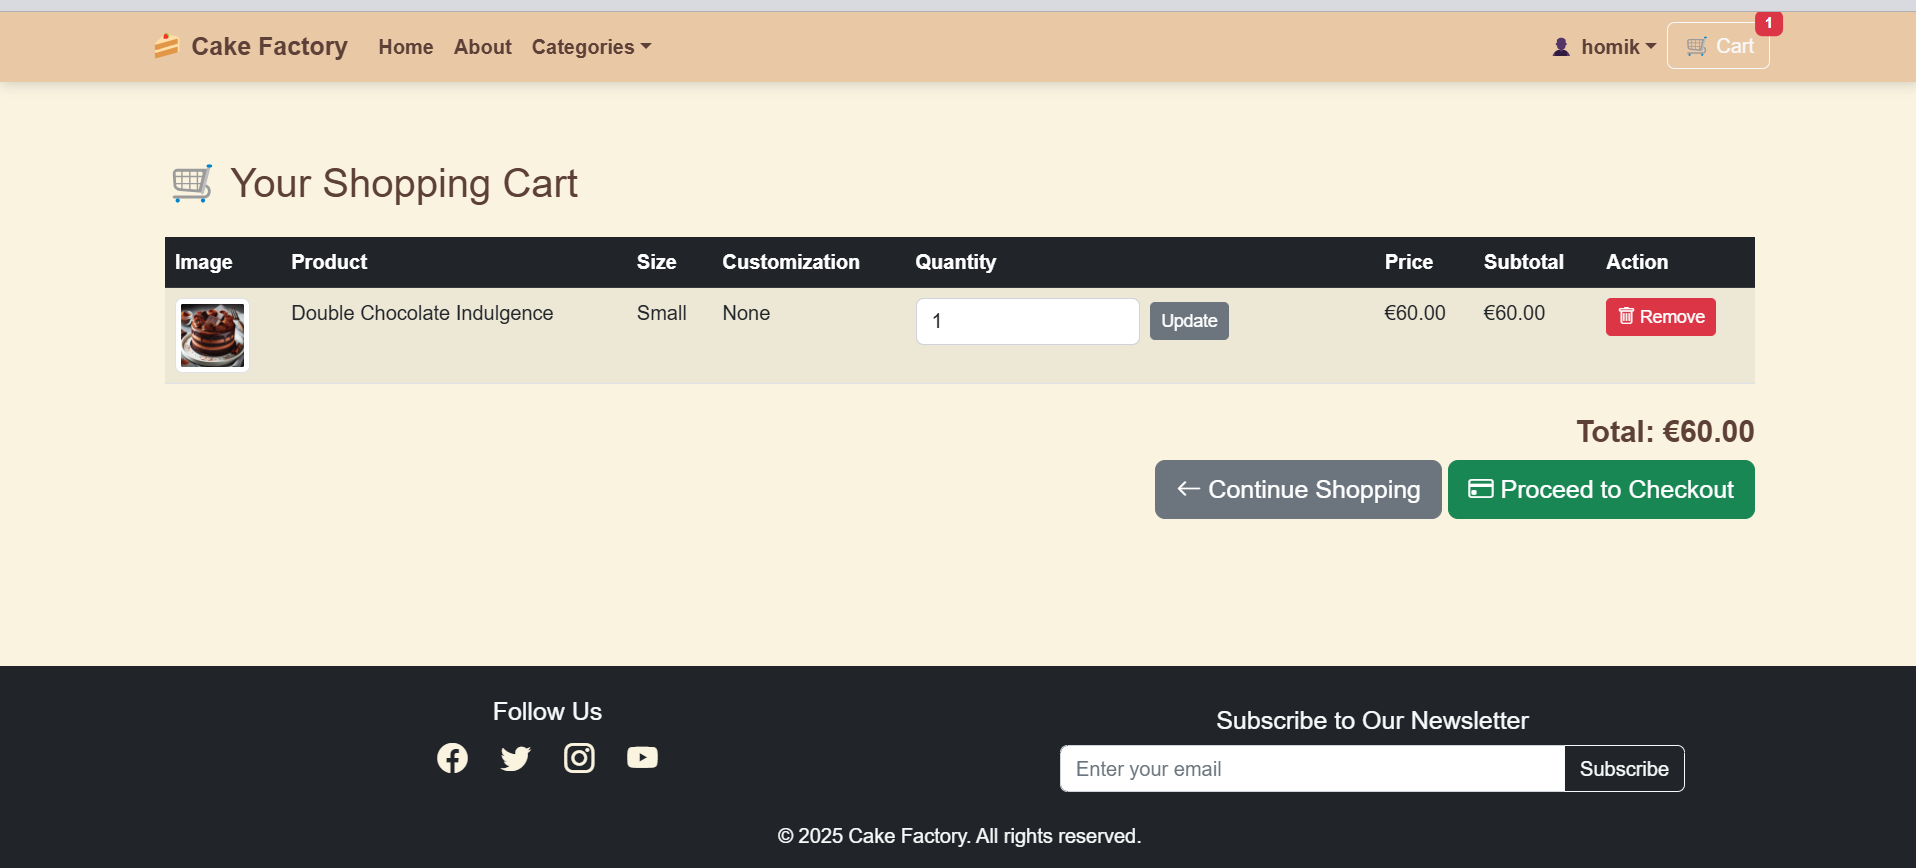 Cake Factory Home About Categories homik Cart 1
Your Shopping Cart
Image Product Size Customization Quantity Price Subtotal Action
Double Chocolate Indulgence Small None 1 Update €60.00 €60.00 Remove
Total: €60.00
Continue Shopping Proceed to Checkout
Follow Us
Subscribe to Our Newsletter
Enter your email Subscribe
© 2025 Cake Factory. All rights reserved.